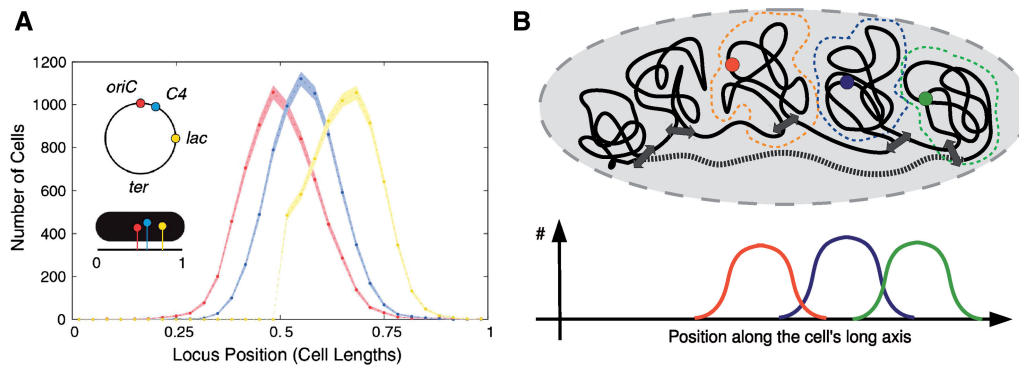 A
1200
1000
800
600
400
200
0
Number of Cells
oriC
C4
lac
ter
0 1
0 0.25 0.5 0.75 1
Locus Position (Cell Lengths)
B
#
Position along the cell's long axis